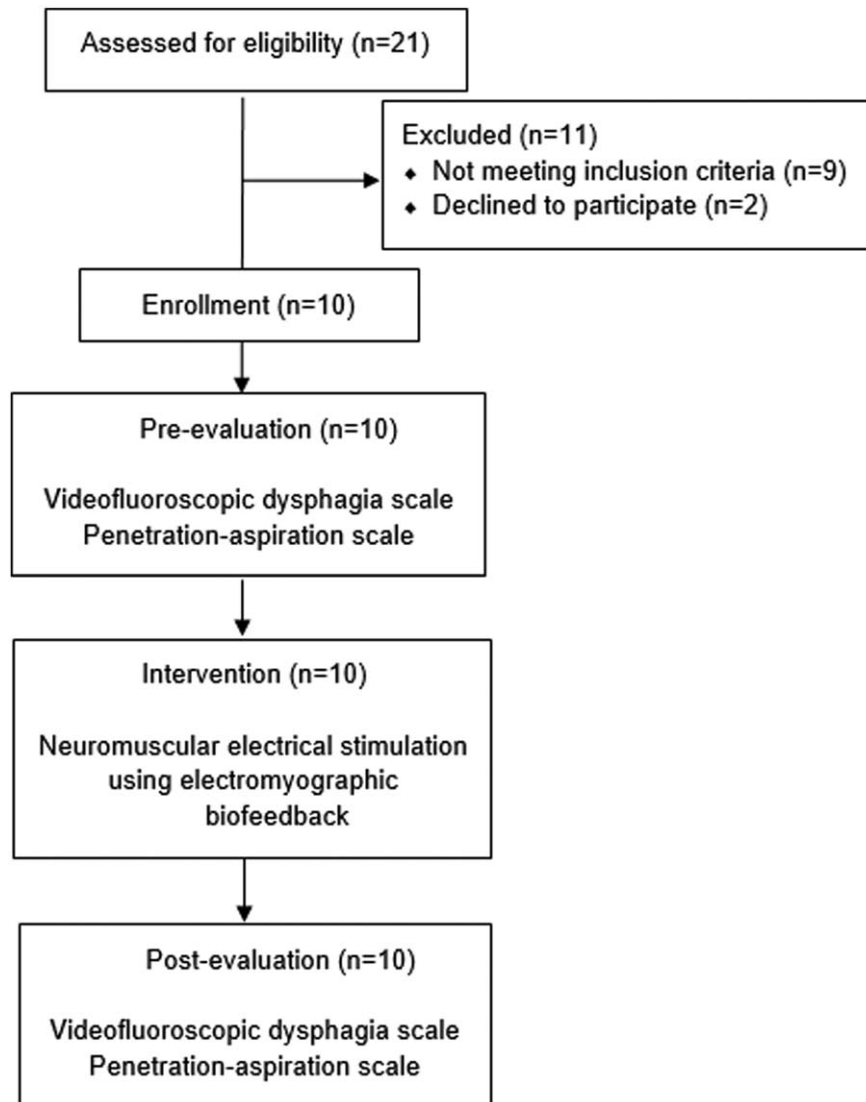 Assessed for eligibility (n=21)
Excluded (n=11)
⬥ Not meeting inclusion criteria (n=9)
⬥ Declined to participate (n=2)
Enrollment (n=10)
Pre-evaluation (n=10)
Videofluoroscopic dysphagia scale
Penetration-aspiration scale
Intervention (n=10)
Neuromuscular electrical stimulation
using electromyographic
biofeedback
Post-evaluation (n=10)
Videofluoroscopic dysphagia scale
Penetration-aspiration scale